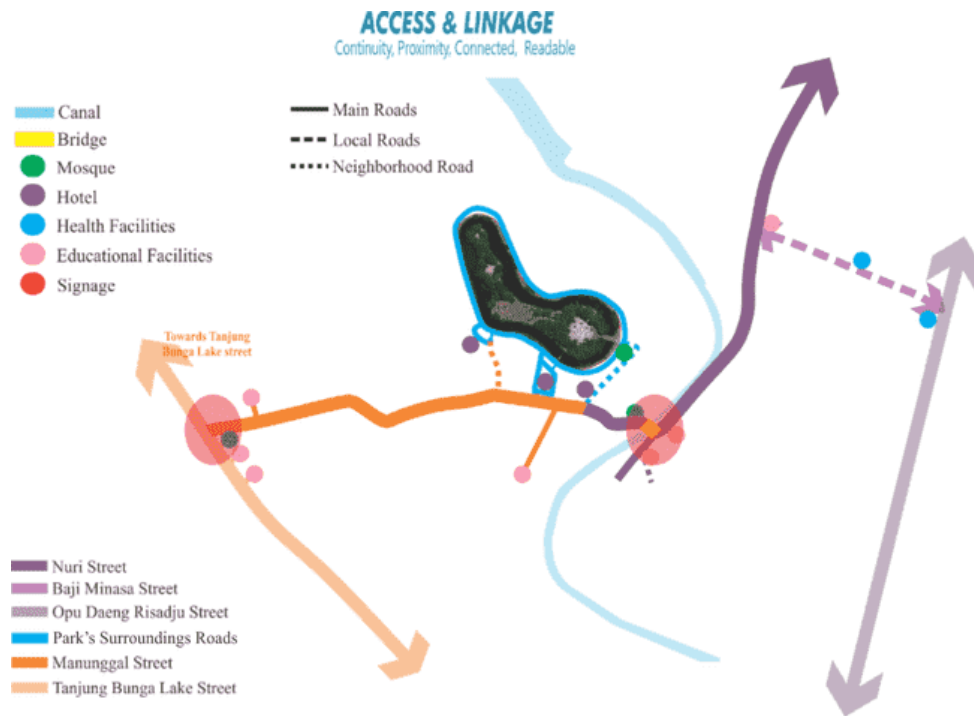 ACCESS & LINKAGE
Continuity, Proximity, Connected, Readable
Canal
Bridge
Mosque
Hotel
Health Facilities
Educational Facilities
Signage
Main Roads
Local Roads
Neighborhood Road
Towards Tanjung
Bunga Lake street
Nuri Street
Baji Minasa Street
Opu Daeng Risadju Street
Park's Surroundings Roads
Manunggal Street
Tanjung Bunga Lake Street